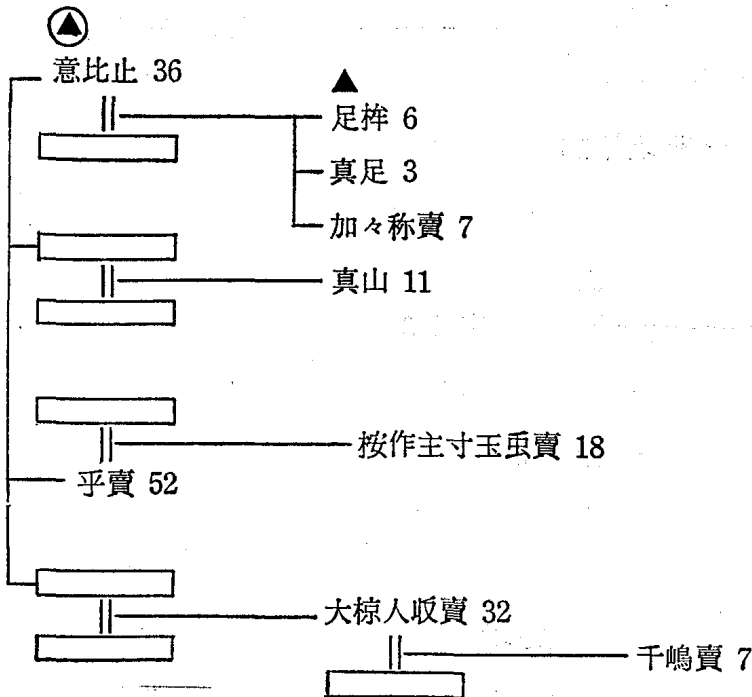 意比止 36
足桙 6
真足 3
加々称賣 7
真山 11
桉作主寸玉虫賣 18
乎賣 52
大椋人収賣 32
千嶋賣 7